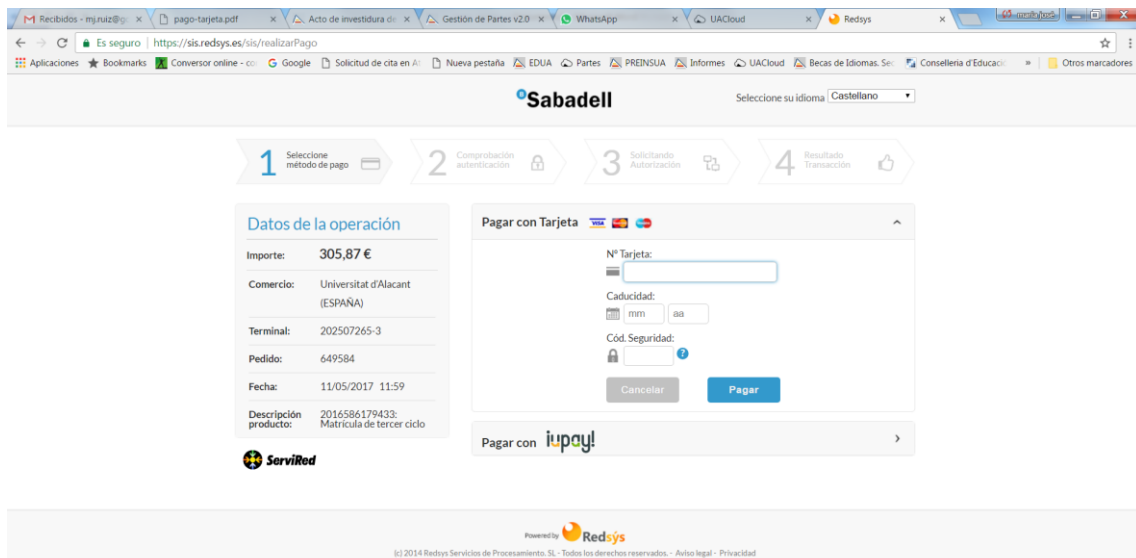 Recibidos - mj.ruiz@g
pago-tarjeta.pdf
Acto de investidura de
Gestión de Partes v2.0
WhatsApp
UACloud
Redsys
Es seguro | https://sis.redsys.es/sis/realizarPago
Aplicaciones Bookmarks Conversor online - co Google Solicitud de cita en A Nueva pestaña EDUA Partes PREINSUA Informes UACloud Becas de Idiomas. Sec Conselleria d'Educaci » Otros marcadores
Sabadell
Seleccione su idioma Castellano
1 Seleccione
método de pago
2 Comprobación
autenticación
3 Solicitando
Autorización
4 Resultado
Transacción
Datos de la operación
Importe: 305,87 €
Comercio: Universitat d'Alacant
(ESPAÑA)
Terminal: 202507265-3
Pedido: 649584
Fecha: 11/05/2017 11:59
Descripción
producto:
2016586179433:
Matrícula de tercer ciclo
ServiRed
Pagar con Tarjeta VISA
Nº Tarjeta:
Caducidad:
mm aa
Cód. Seguridad:
?
Cancelar Pagar
Pagar con iupay!
Powered by Redsys
(c) 2014 Redsys Servicios de Procesamiento. SL - Todos los derechos reservados. - Aviso legal - Privacidad